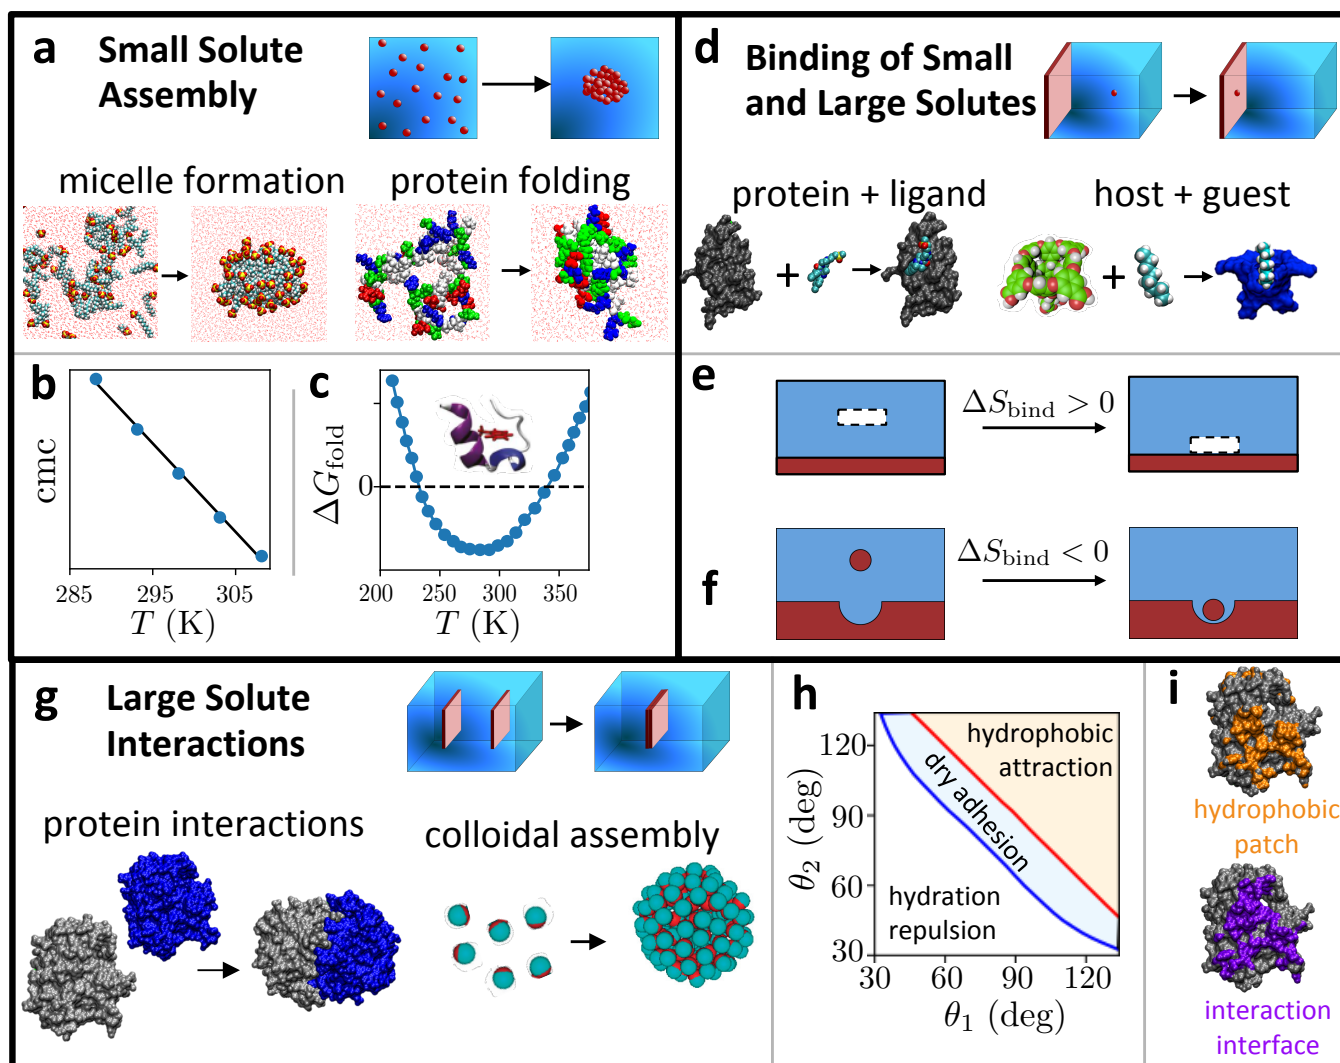 a Small Solute
Assembly
micelle formation
protein folding
b
cmc
285 295 305
T (K)
c
ΔG_fold
0
200 250 300 350
T (K)
d Binding of Small
and Large Solutes
protein + ligand
host + guest
+
+
e
ΔS_bind > 0
f
ΔS_bind < 0
g Large Solute
Interactions
protein interactions
colloidal assembly
h
θ_2 (deg)
120
90
60
30
hydrophobic
attraction
dry adhesion
hydration
repulsion
30 60 90 120
θ_1 (deg)
i
hydrophobic
patch
interaction
interface